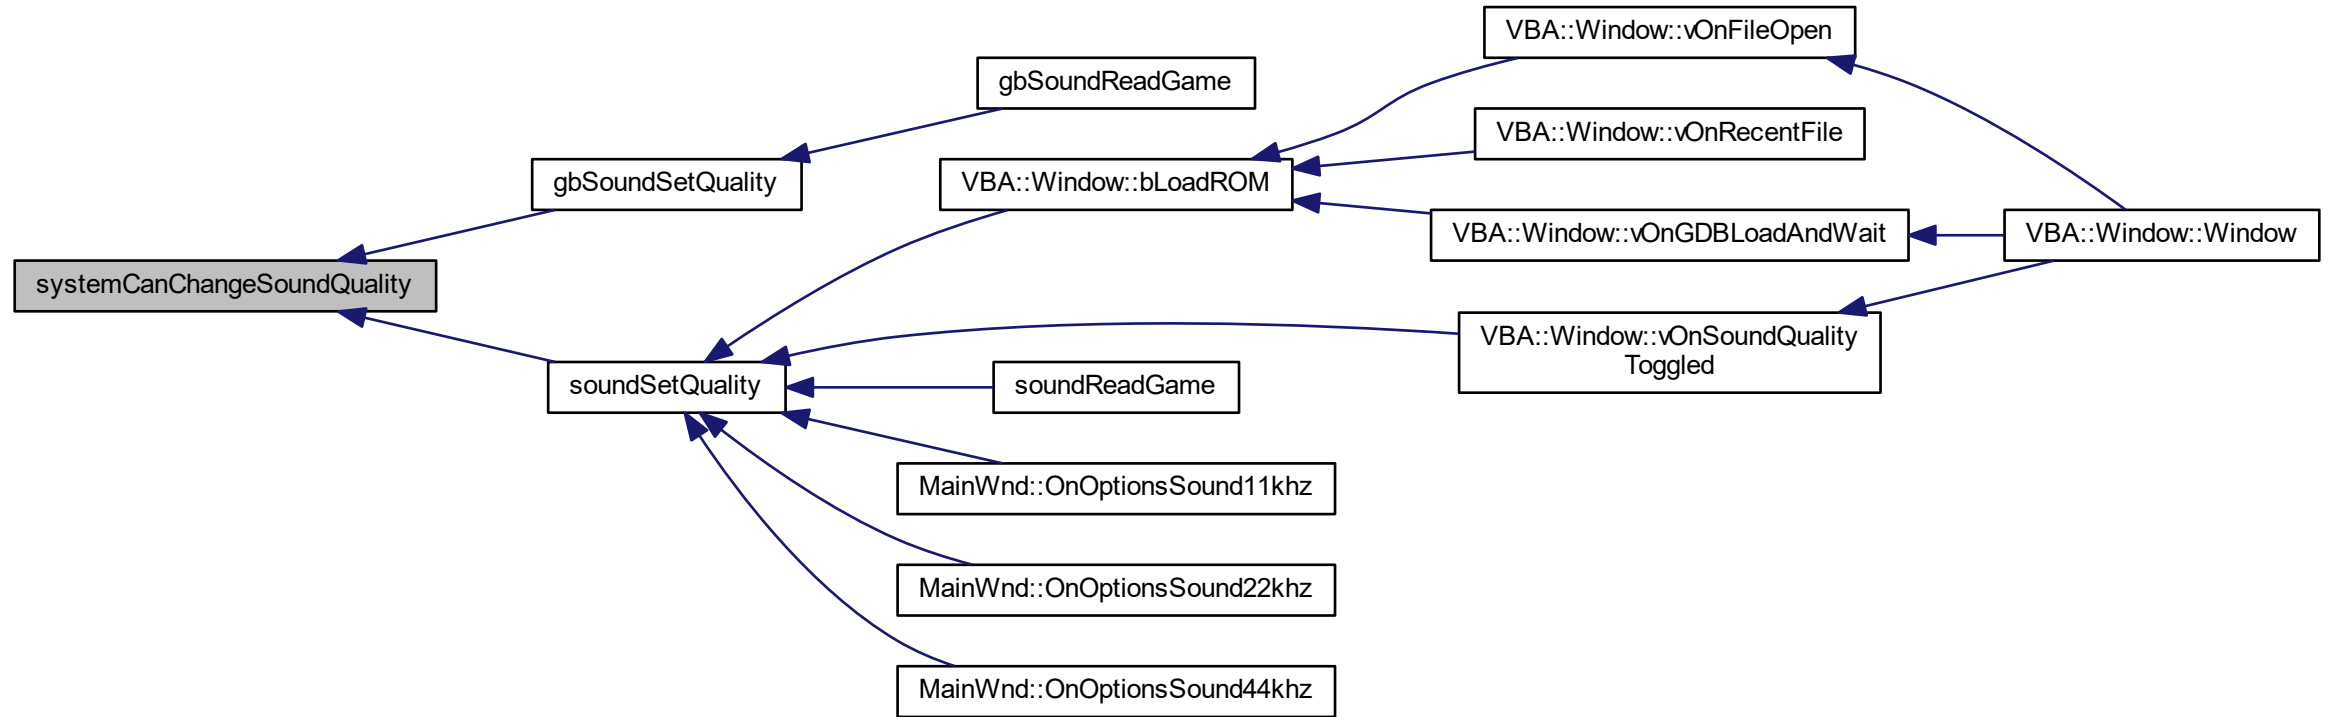 VBA::Window::vOnFileOpen
gbSoundReadGame
VBA::Window::vOnRecentFile
gbSoundSetQuality
VBA::Window::bLoadROM
VBA::Window::vOnGDBLoadAndWait
VBA::Window::Window
systemCanChangeSoundQuality
VBA::Window::vOnSoundQuality
Toggled
soundSetQuality
soundReadGame
MainWnd::OnOptionsSound11khz
MainWnd::OnOptionsSound22khz
MainWnd::OnOptionsSound44khz